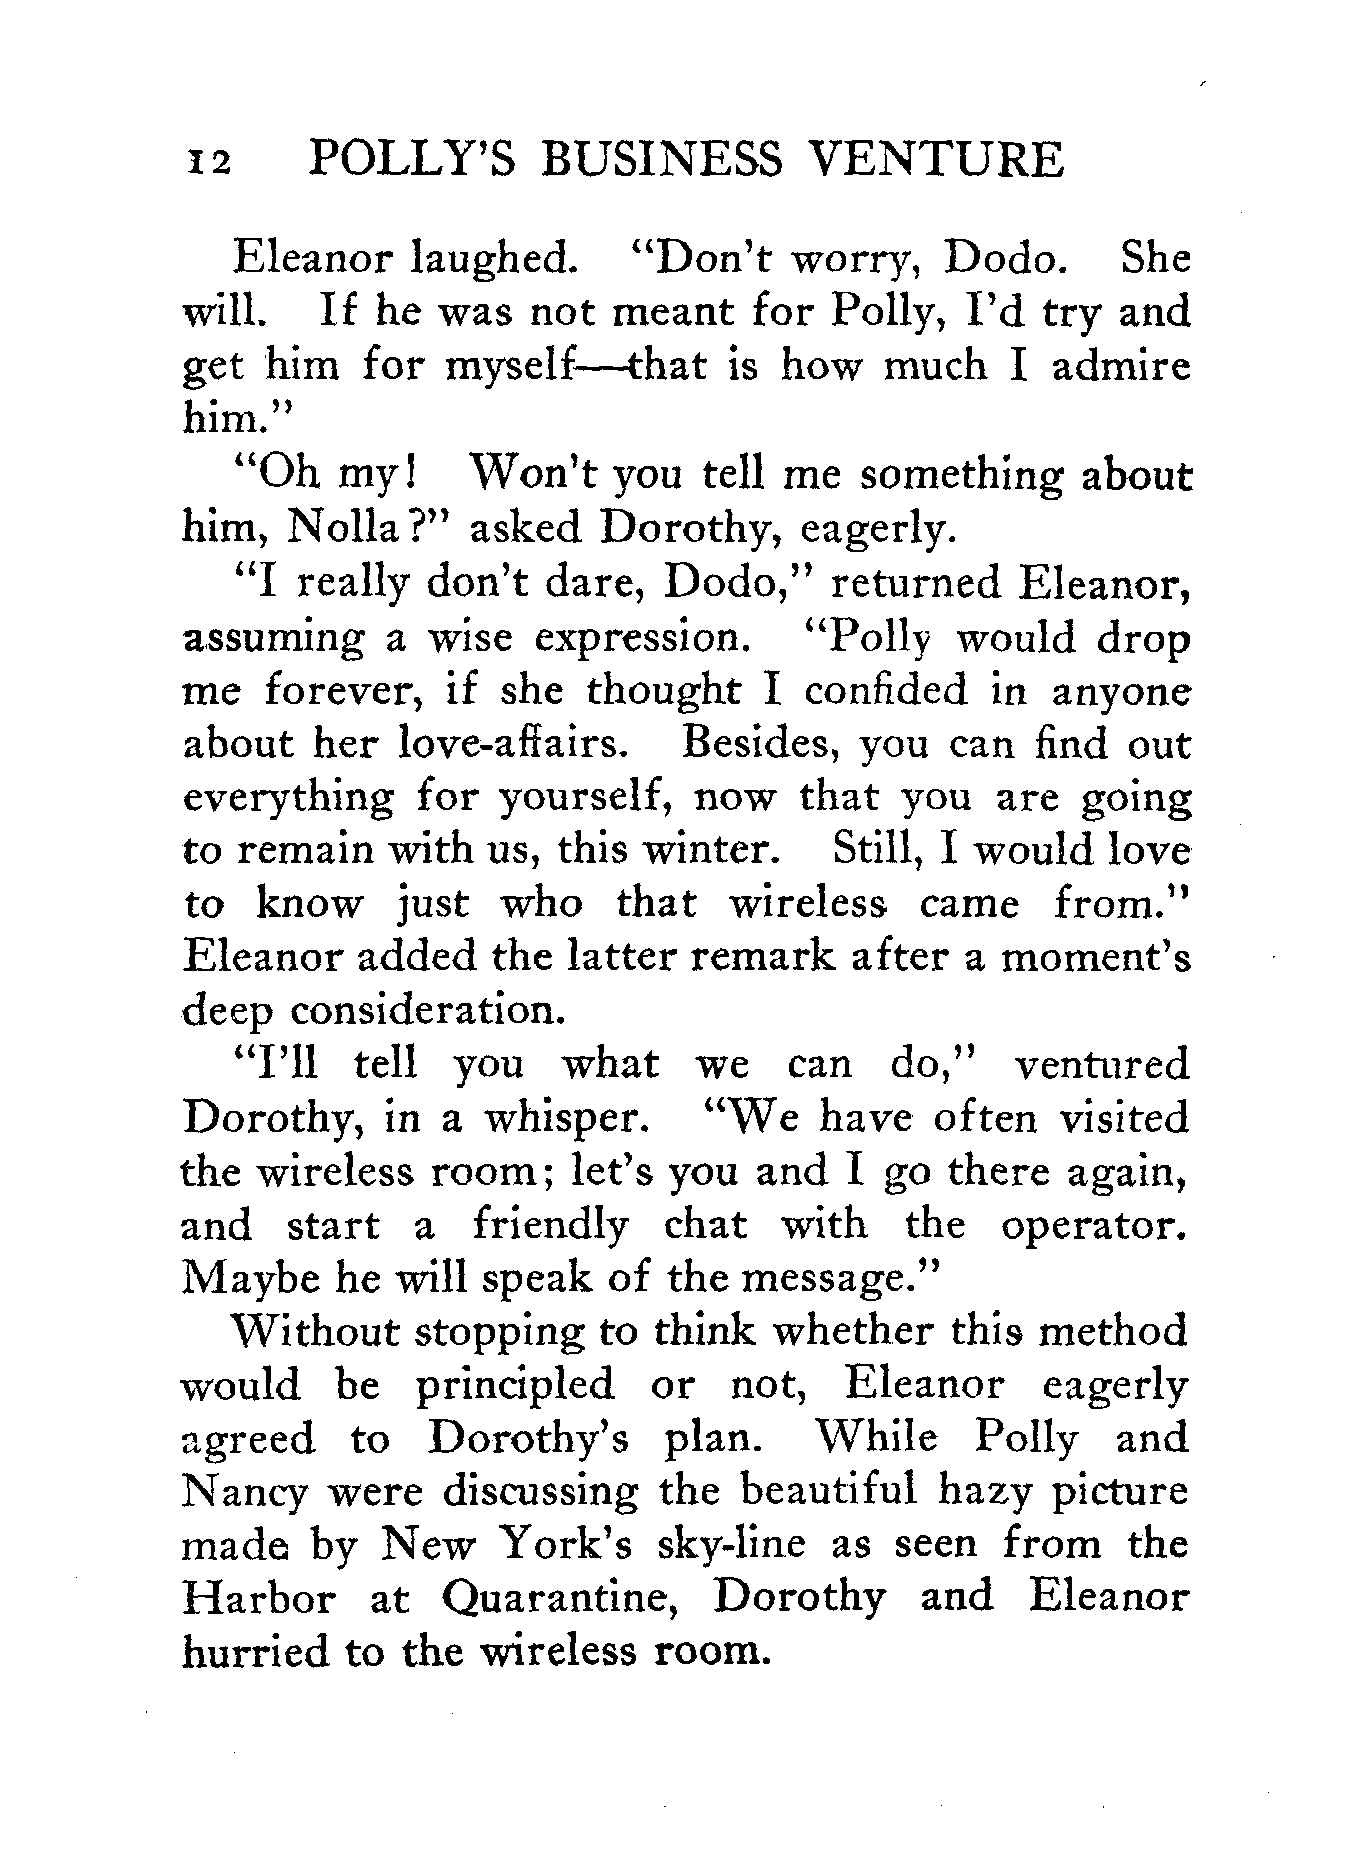 12 POLLY'S BUSINESS VENTURE
Eleanor laughed. "Don't worry, Dodo. She
will. If he was not meant for Polly, I'd try and
get him for myself—that is how much I admire
him."
"Oh my! Won't you tell me something about
him, Nolla?" asked Dorothy, eagerly.
"I really don't dare, Dodo," returned Eleanor,
assuming a wise expression. "Polly would drop
me forever, if she thought I confided in anyone
about her love-affairs. Besides, you can find out
everything for yourself, now that you are going
to remain with us, this winter. Still, I would love
to know just who that wireless came from."
Eleanor added the latter remark after a moment's
deep consideration.
"I'll tell you what we can do," ventured
Dorothy, in a whisper. "We have often visited
the wireless room; let's you and I go there again,
and start a friendly chat with the operator.
Maybe he will speak of the message."
Without stopping to think whether this method
would be principled or not, Eleanor eagerly
agreed to Dorothy's plan. While Polly and
Nancy were discussing the beautiful hazy picture
made by New York's sky-line as seen from the
Harbor at Quarantine, Dorothy and Eleanor
hurried to the wireless room.